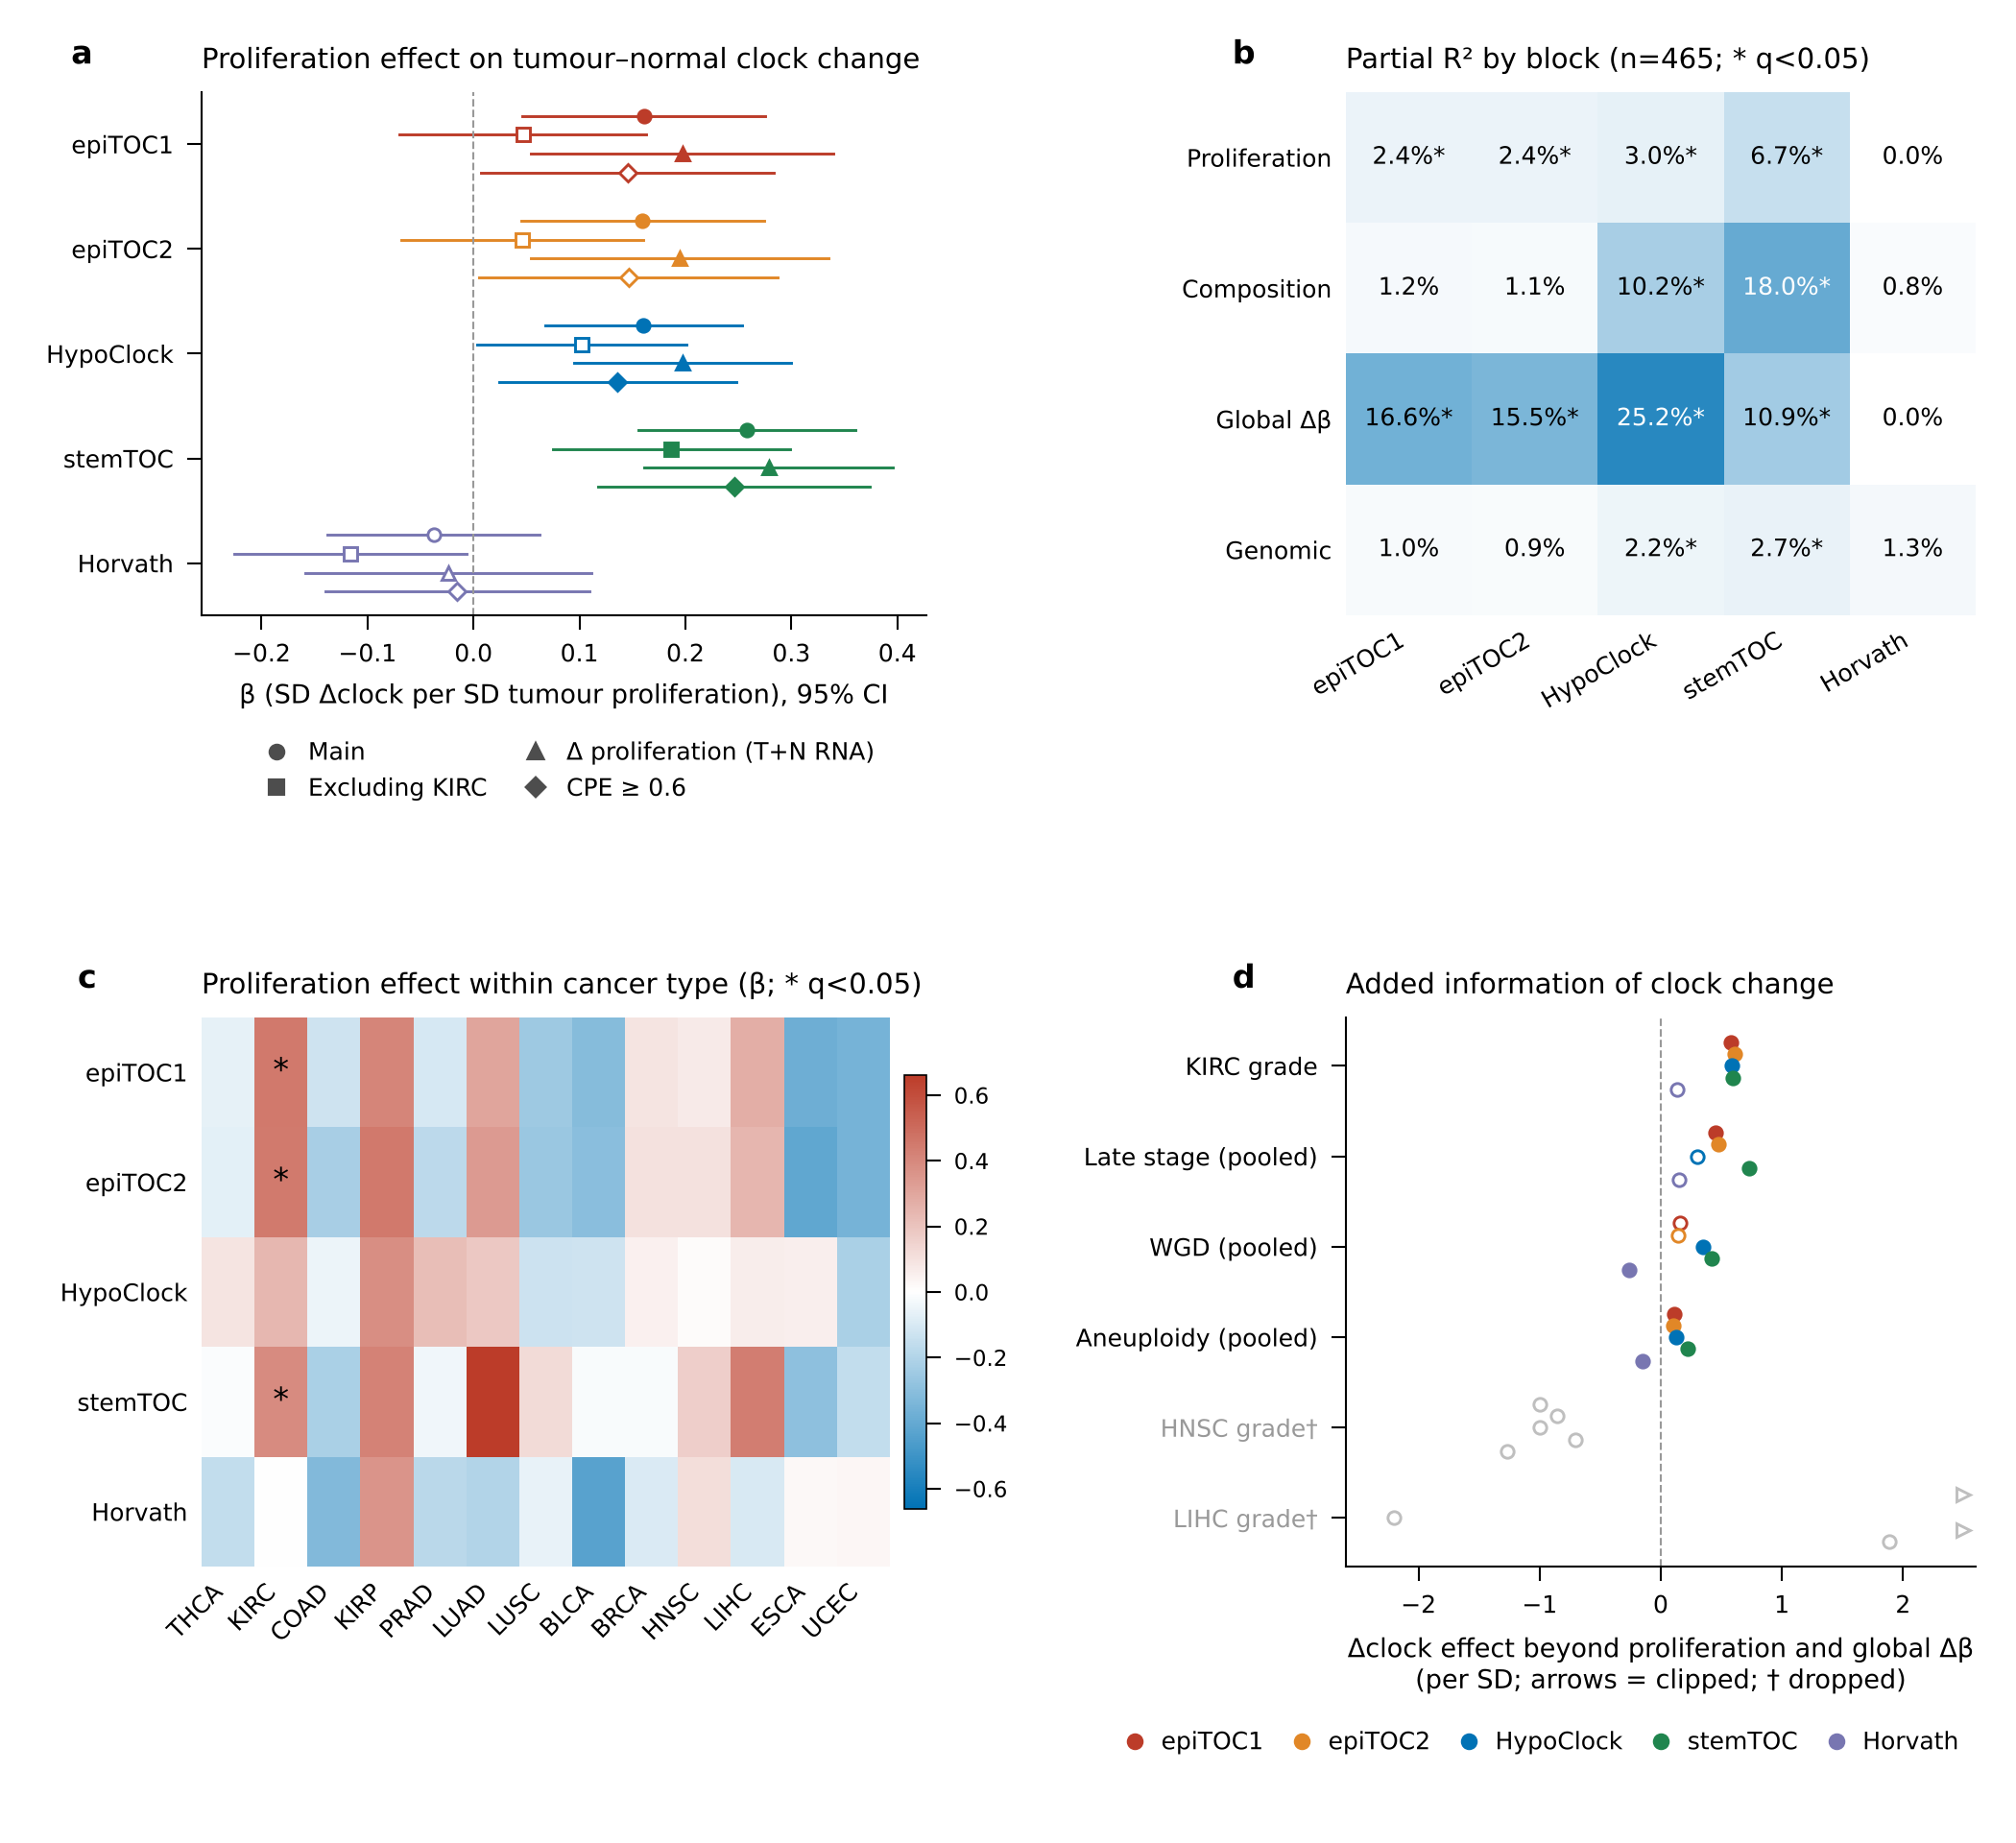 a
Proliferation effect on tumour–normal clock change
epiTOC1
epiTOC2
HypoClock
stemTOC
Horvath
−0.2 −0.1 0.0 0.1 0.2 0.3 0.4
β (SD Δclock per SD tumour proliferation), 95% CI
Main
Excluding KIRC
Δ proliferation (T+N RNA)
CPE ≥ 0.6
b
Partial R² by block (n=465; * q<0.05)
Proliferation 2.4%* 2.4%* 3.0%* 6.7%* 0.0%
Composition 1.2% 1.1% 10.2%* 18.0%* 0.8%
Global Δβ 16.6%* 15.5%* 25.2%* 10.9%* 0.0%
Genomic 1.0% 0.9% 2.2%* 2.7%* 1.3%
epiTOC1 epiTOC2 HypoClock stemTOC Horvath
c
Proliferation effect within cancer type (β; * q<0.05)
epiTOC1 *
epiTOC2 *
HypoClock
stemTOC *
Horvath
THCA KIRC COAD KIRP PRAD LUAD LUSC BLCA BRCA HNSC LIHC ESCA UCEC
0.6
0.4
0.2
0.0
−0.2
−0.4
−0.6
d
Added information of clock change
KIRC grade
Late stage (pooled)
WGD (pooled)
Aneuploidy (pooled)
HNSC grade†
LIHC grade†
−2 −1 0 1 2
Δclock effect beyond proliferation and global Δβ
(per SD; arrows = clipped; † dropped)
epiTOC1 epiTOC2 HypoClock stemTOC Horvath